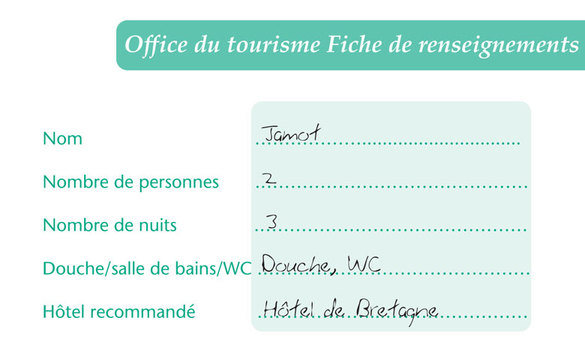 Office du tourisme Fiche de renseignements
Nom Jamot
Nombre de personnes 2
Nombre de nuits 3
Douche/salle de bains/WC Douche, WC
Hôtel recommandé Hôtel de Bretagne